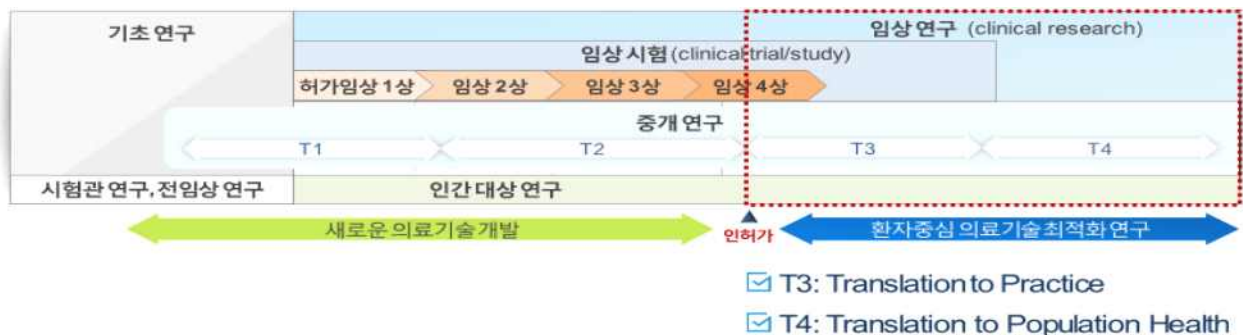 기초 연구
임상 연구 (clinical research)
임상 시험 (clinical trial/study)
허가임상 1상 임상 2상 임상 3상 임상 4상
중개 연구
T1 T2 T3 T4
시험관 연구, 전임상 연구 인간 대상 연구
새로운 의료기술 개발 인허가 환자중심 의료기술 최적화 연구
T3: Translation to Practice
T4: Translation to Population Health